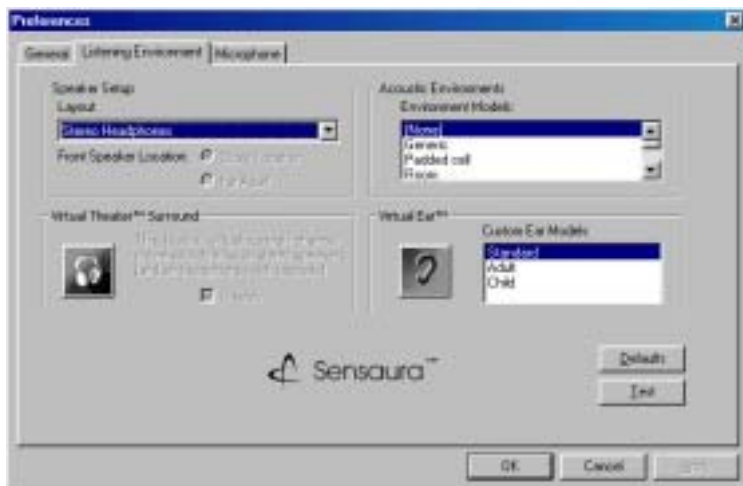 Preferences
General Listening Environment Microphone
Speaker Setup
Layout
Stereo Headphones
Front Speaker Location
Virtual Theater™ Surround
Acoustic Environments
Environment Models:
(None)
Generic
Padded cell
Room
Virtual Ear™
Custom Ear Models
Standard
Adult
Child
Sensaura™
Defaults
Test
OK Cancel